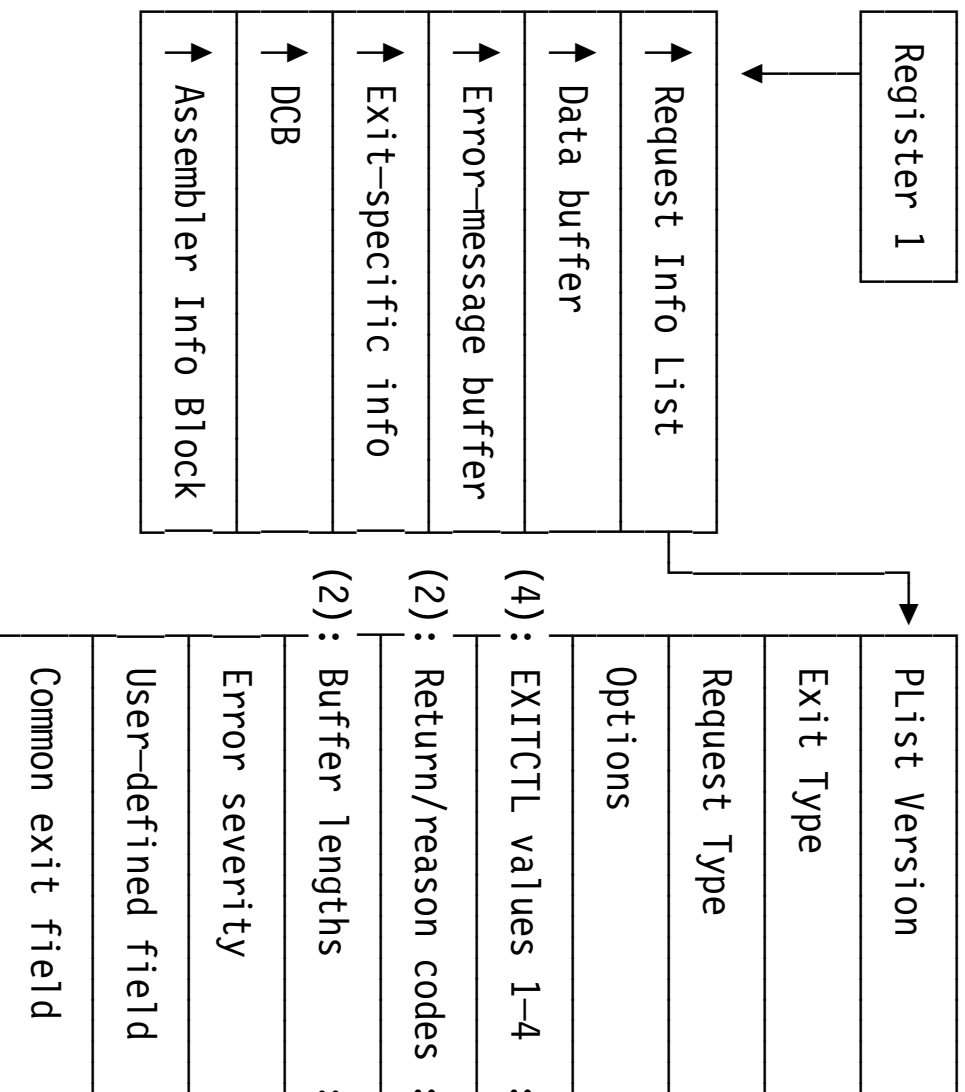 Register 1
→ Request Info List
→ Data buffer
→ Error–message buffer
→ Exit–specific info
→ DCB
→ Assembler Info Block
PList Version
Exit Type
Request Type
Options
(4): EXITCTL values 1–4 :
(2): Return/reason codes :
(2): Buffer lengths :
Error severity
User–defined field
Common exit field